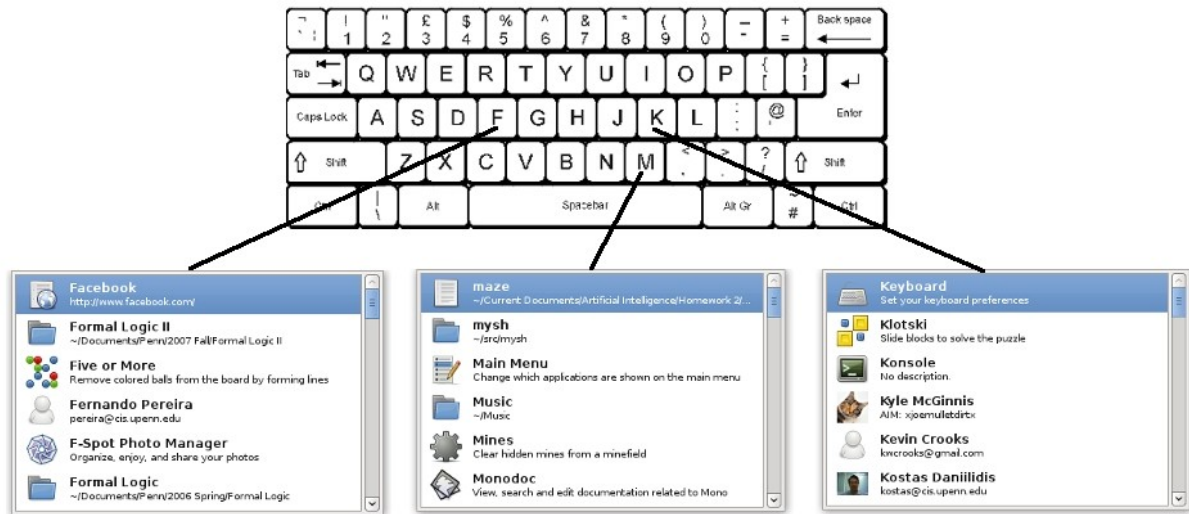 ¬ ! " £ $ % ^ & * ( ) — + Back space
` ¦ 1 2 3 4 5 6 7 8 9 0 - =
Tab Q W E R T Y U I O P { }
[ ]
Caps Lock A S D F G H J K L : @ Enter
; '
Shift Z X C V B N M < > ? Shift
, . /
Ctrl | Alt Spacebar Alt Gr ~ Ctrl
\ #
Facebook
http://www.facebook.com/
Formal Logic II
~/Documents/Penn/2007 Fall/Formal Logic II
Five or More
Remove colored balls from the board by forming lines
Fernando Pereira
pereira@cis.upenn.edu
F-Spot Photo Manager
Organize, enjoy, and share your photos
Formal Logic
~/Documents/Penn/2006 Spring/Formal Logic
maze
~/Current Documents/Artificial Intelligence/Homework 2/...
mysh
~/src/mysh
Main Menu
Change which applications are shown on the main menu
Music
~/Music
Mines
Clear hidden mines from a minefield
Monodoc
View, search and edit documentation related to Mono
Keyboard
Set your keyboard preferences
Klotski
Slide blocks to solve the puzzle
Konsole
No description.
Kyle McGinnis
AIM: xjoemulletdirtx
Kevin Crooks
kwcrooks@gmail.com
Kostas Daniilidis
kostas@cis.upenn.edu